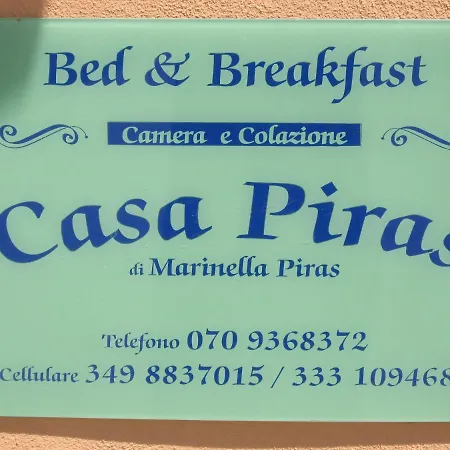 Bed & Breakfast
Camera e Colazione
Casa Piras
di Marinella Piras
Telefono 070 9368372
Cellulare 349 8837015 / 333 109468